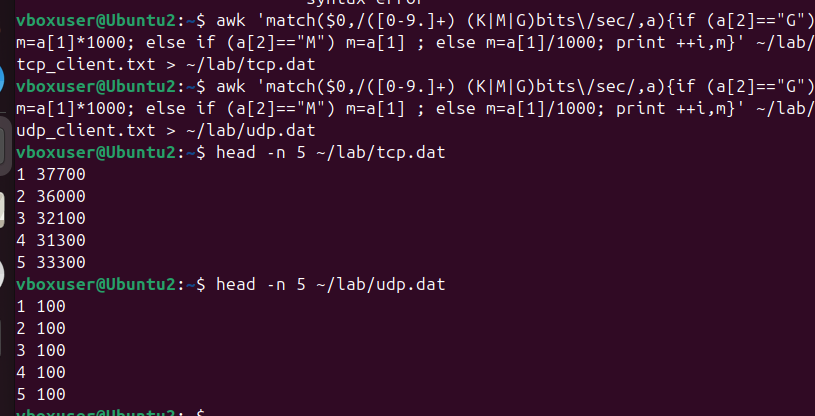 syntax error
vboxuser@Ubuntu2:~$ awk 'match($0,/([0-9.]+) (K|M|G)bits\/sec/,a){if (a[2]=="G")
m=a[1]*1000; else if (a[2]=="M") m=a[1] ; else m=a[1]/1000; print ++i,m}' ~/lab/
tcp_client.txt > ~/lab/tcp.dat
vboxuser@Ubuntu2:~$ awk 'match($0,/([0-9.]+) (K|M|G)bits\/sec/,a){if (a[2]=="G")
m=a[1]*1000; else if (a[2]=="M") m=a[1] ; else m=a[1]/1000; print ++i,m}' ~/lab/
udp_client.txt > ~/lab/udp.dat
vboxuser@Ubuntu2:~$ head -n 5 ~/lab/tcp.dat
1 37700
2 36000
3 32100
4 31300
5 33300
vboxuser@Ubuntu2:~$ head -n 5 ~/lab/udp.dat
1 100
2 100
3 100
4 100
5 100
vboxuser@Ubuntu2:~$